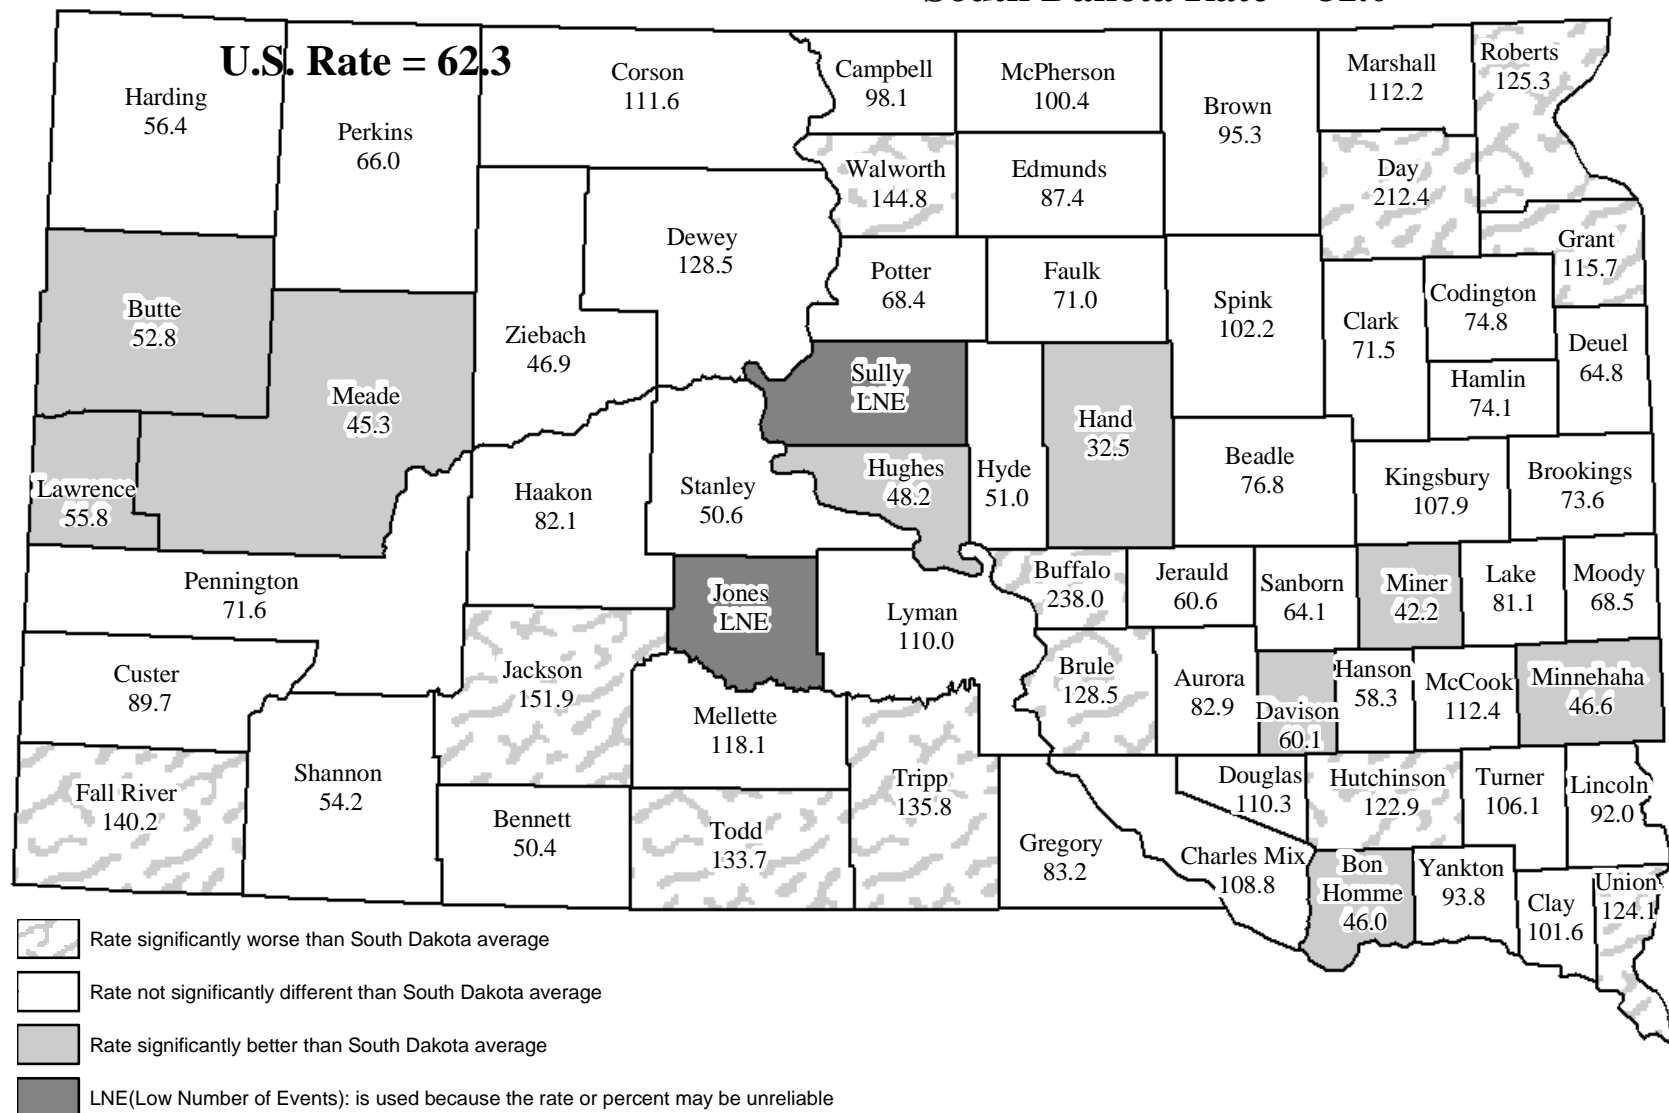 U.S. Rate = 62.3
Harding
56.4
Perkins
66.0
Corson
111.6
Campbell
98.1
McPherson
100.4
Brown
95.3
Marshall
112.2
Roberts
125.3
Walworth
144.8
Edmunds
87.4
Day
212.4
Dewey
128.5
Grant
115.7
Butte
52.8
Meade
45.3
Ziebach
46.9
Potter
68.4
Faulk
71.0
Spink
102.2
Clark
71.5
Codington
74.8
Deuel
64.8
Hamlin
74.1
Sully
LNE
Hand
32.5
Lawrence
55.8
Haakon
82.1
Stanley
50.6
Hughes
48.2
Hyde
51.0
Beadle
76.8
Kingsbury
107.9
Brookings
73.6
Pennington
71.6
Jones
LNE
Lyman
110.0
Buffalo
238.0
Jerauld
60.6
Sanborn
64.1
Miner
42.2
Lake
81.1
Moody
68.5
Custer
89.7
Jackson
151.9
Mellette
118.1
Brule
128.5
Aurora
82.9
Davison
60.1
Hanson
58.3
McCook
112.4
Minnehaha
46.6
Fall River
140.2
Shannon
54.2
Bennett
50.4
Todd
133.7
Tripp
135.8
Gregory
83.2
Douglas
110.3
Charles Mix
108.8
Hutchinson
122.9
Turner
106.1
Lincoln
92.0
Bon
Homme
46.0
Yankton
93.8
Clay
101.6
Union
124.1
Rate significantly worse than South Dakota average
Rate not significantly different than South Dakota average
Rate significantly better than South Dakota average
LNE(Low Number of Events): is used because the rate or percent may be unreliable